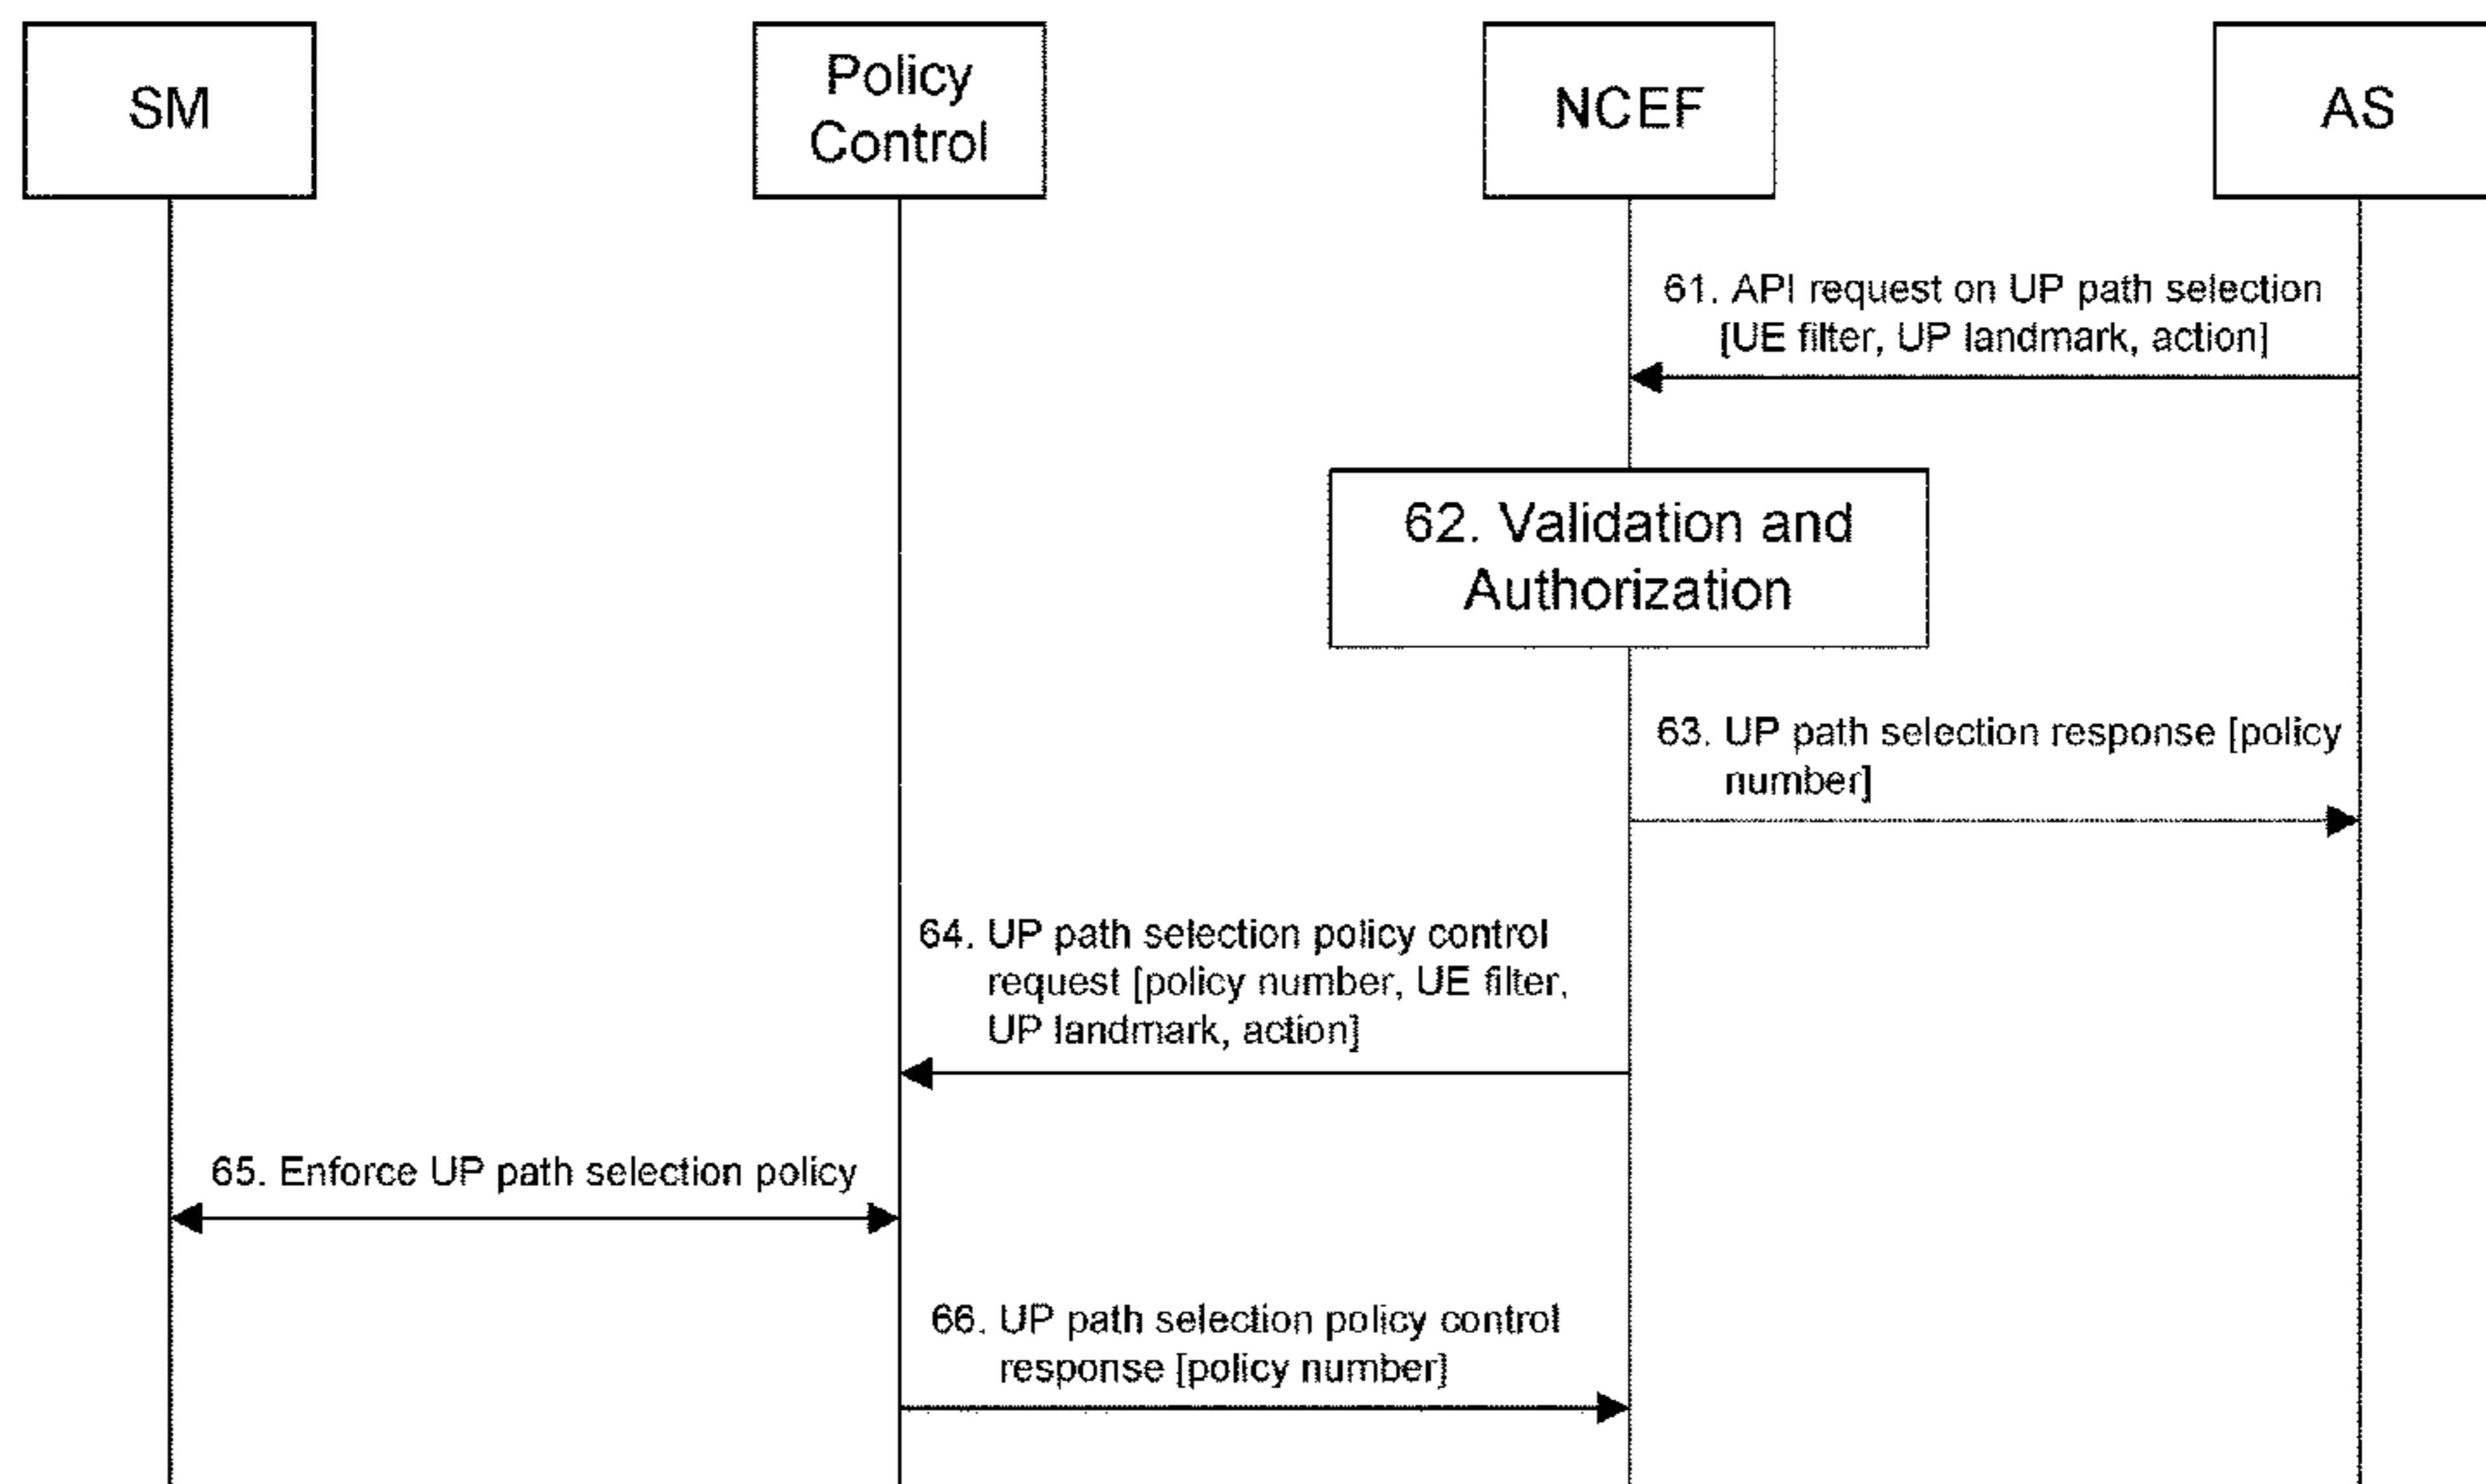 SM
Policy
Control
NCEF
AS
61. API request on UP path selection
[UE filter, UP landmark, action]
62. Validation and
Authorization
63. UP path selection response [policy
number]
64. UP path selection policy control
request [policy number, UE filter,
UP landmark, action]
65. Enforce UP path selection policy
66. UP path selection policy control
response [policy number]